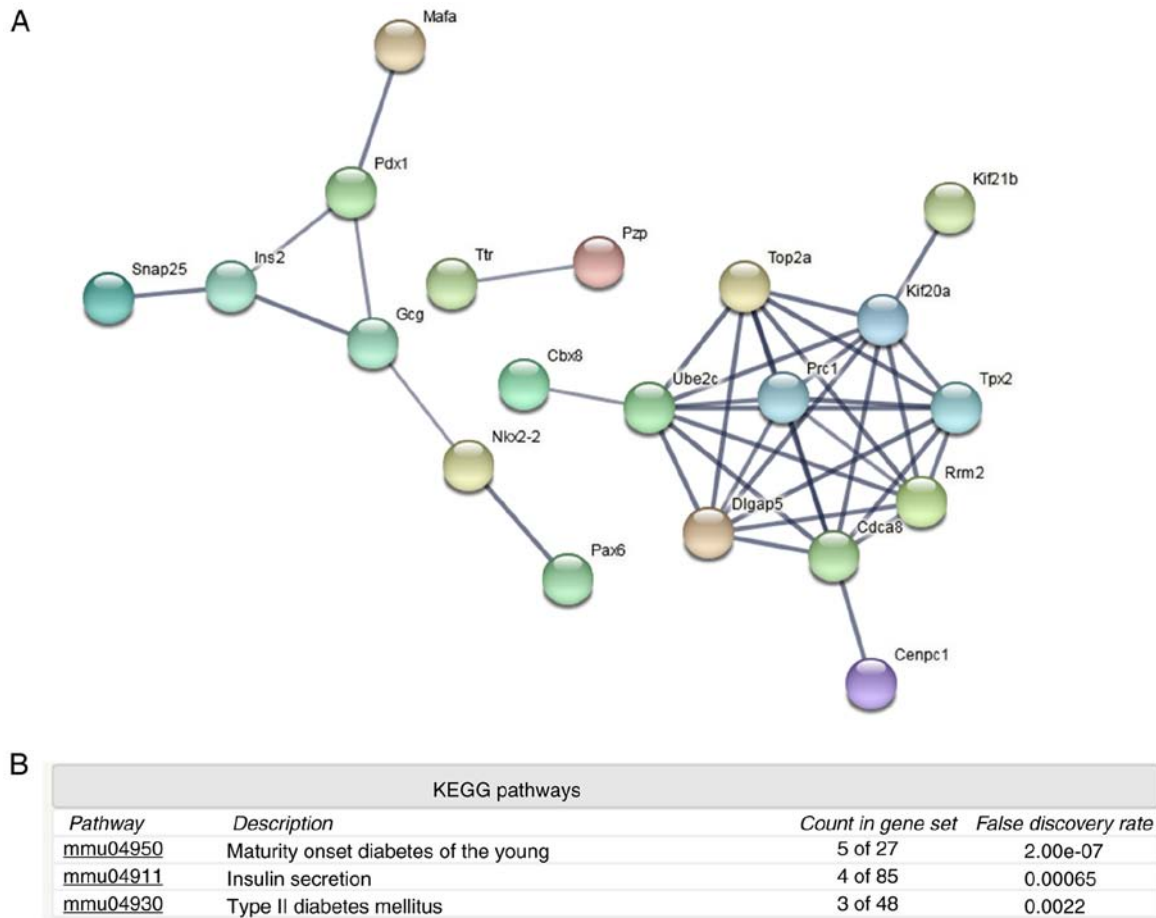 A
Mafa
Pdx1
Kif21b
Pzp
Ttr
Top2a
Ins2
Snap25
Kif20a
Gcg
Cbx8
Ube2c
Prc1
Tpx2
Nkx2-2
Rrm2
Dlgap5
Cdca8
Pax6
Cenpc1
B
KEGG pathways
Pathway Description Count in gene set False discovery rate
mmu04950 Maturity onset diabetes of the young 5 of 27 2.00e-07
mmu04911 Insulin secretion 4 of 85 0.00065
mmu04930 Type II diabetes mellitus 3 of 48 0.0022